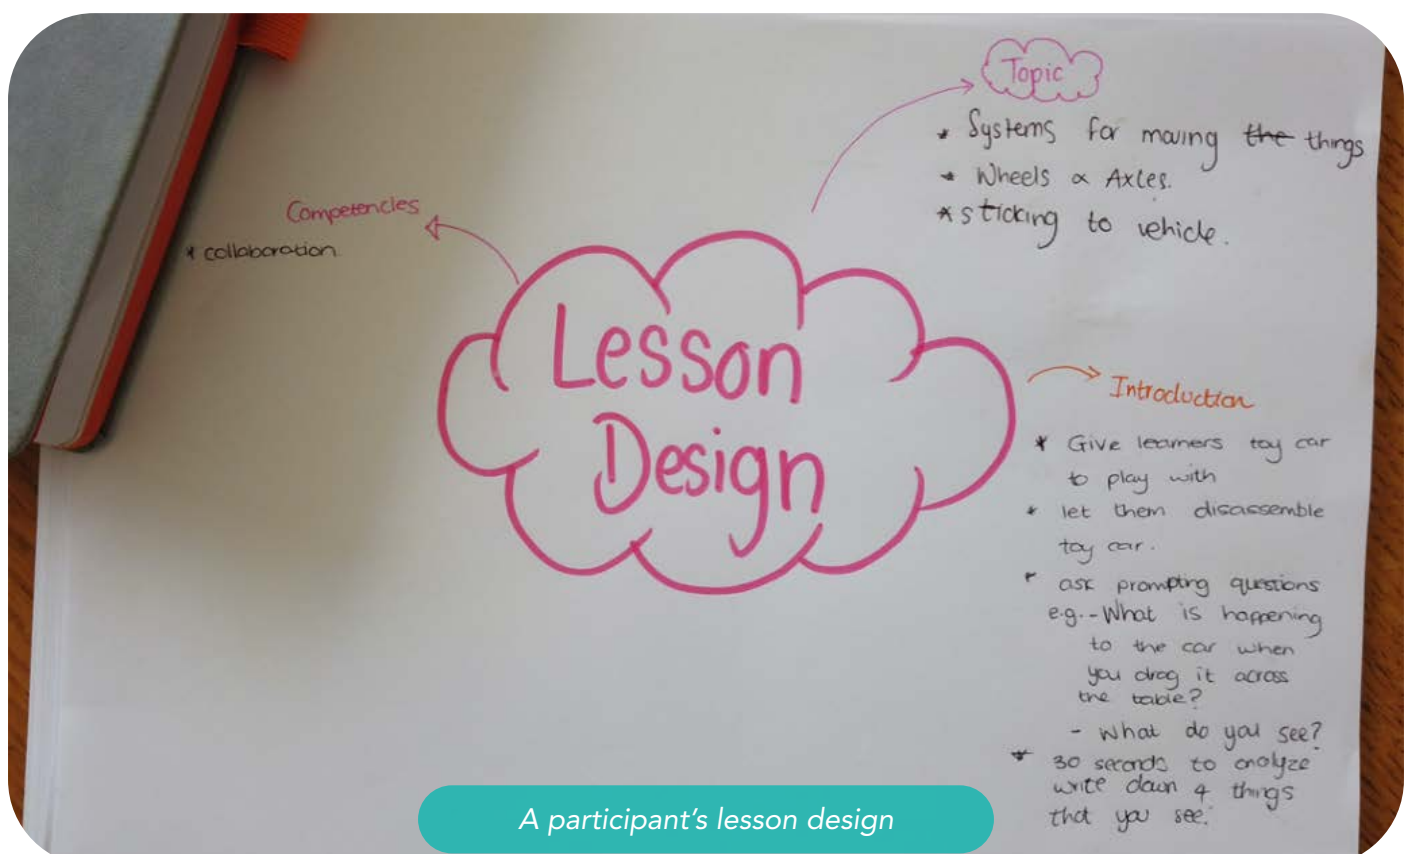 Topic
* Systems for moving the things
* Wheels & Axles.
* sticking to vehicle.
Competencies
* collaboration
Lesson
Design
Introduction
* Give learners toy car
to play with
* let them disassemble
toy car.
* ask prompting questions
e.g. - What is happening
to the car when
you drag it across
the table?
- What do you see?
* 30 seconds to analyze
write down 4 things
that you see.
A participant's lesson design